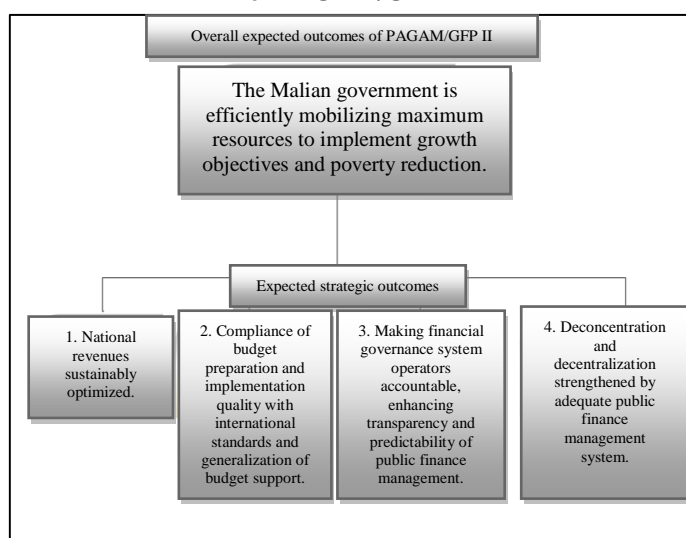 Overall expected outcomes of PAGAM/GFP II
The Malian government is
efficiently mobilizing maximum
resources to implement growth
objectives and poverty reduction.
Expected strategic outcomes
1. National
revenues
sustainably
optimized.
2. Compliance of
budget
preparation and
implementation
quality with
international
standards and
generalization of
budget support.
3. Making financial
governance system
operators
accountable,
enhancing
transparency and
predictability of
public finance
management.
4. Deconcentration
and
decentralization
strengthened by
adequate public
finance
management
system.